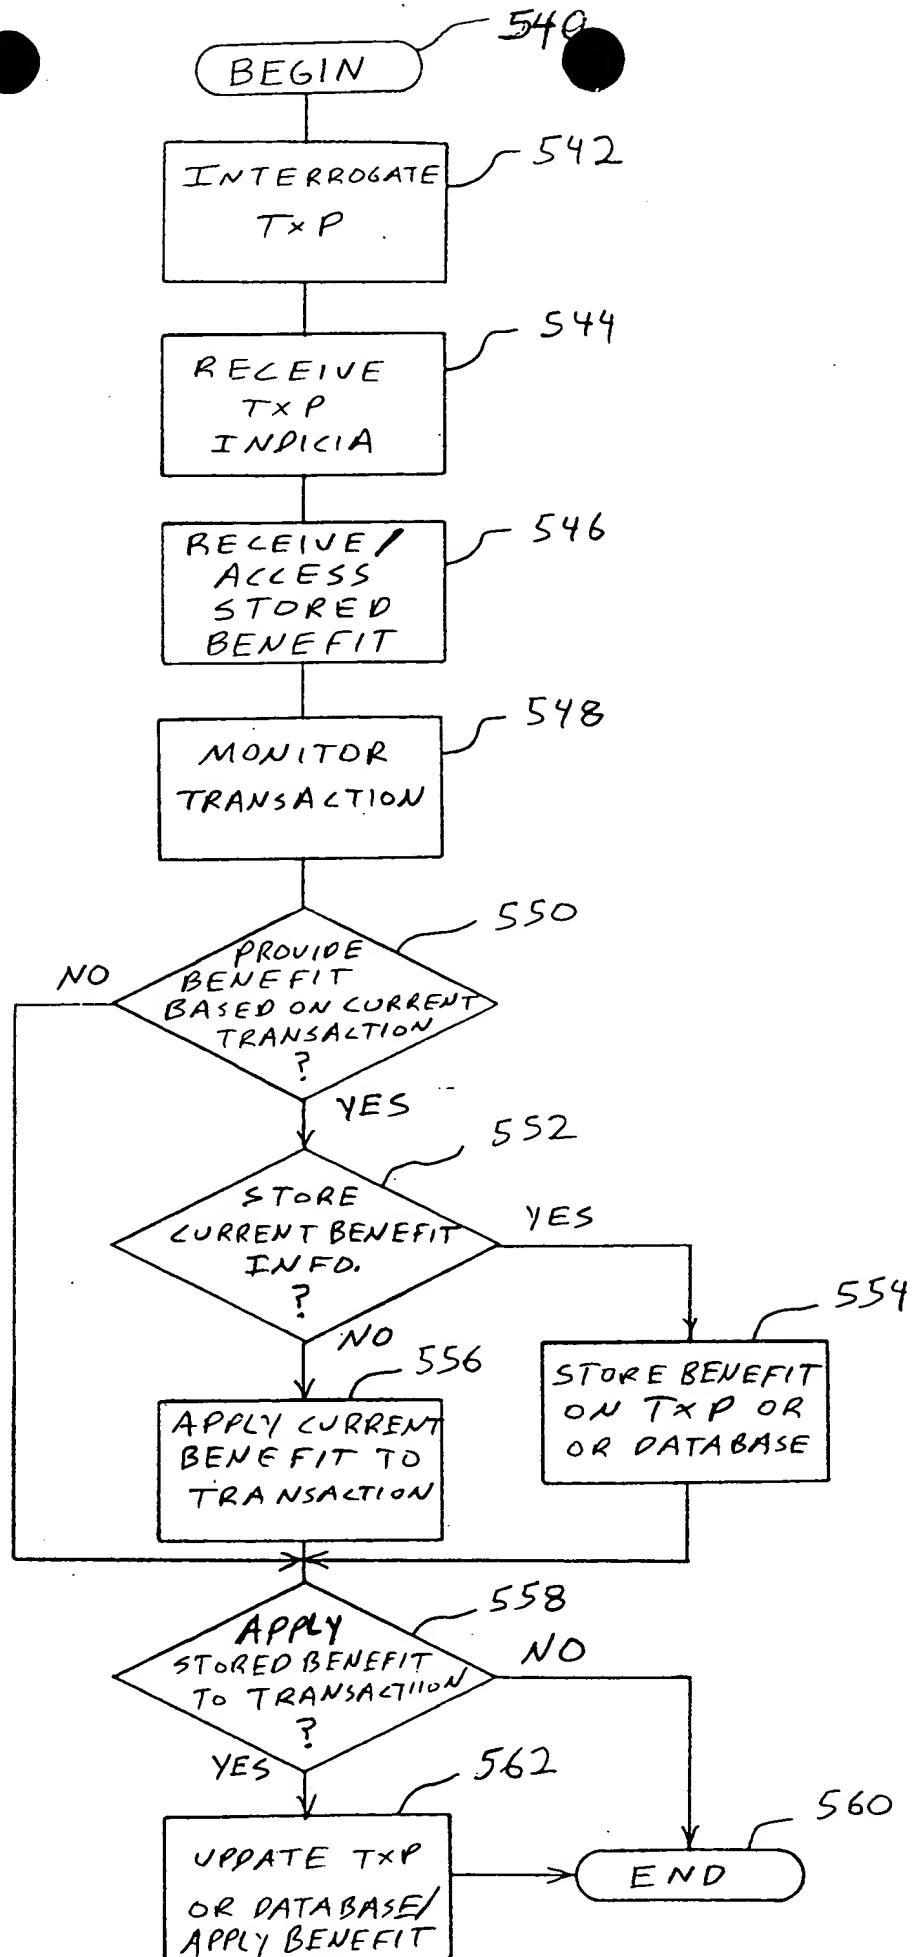 540
BEGIN
542
INTERROGATE
TxP
544
RECEIVE
TxP
INDICIA
546
RECEIVE/
ACCESS
STORED
BENEFIT
548
MONITOR
TRANSACTION
550
PROVIDE
BENEFIT
BASED ON CURRENT
TRANSACTION
?
NO
YES
552
STORE
CURRENT BENEFIT
INFO.
?
YES
NO
554
STORE BENEFIT
ON TxP OR
OR DATABASE
556
APPLY CURRENT
BENEFIT TO
TRANSACTION
558
APPLY
STORED BENEFIT
TO TRANSACTIION
?
NO
YES
562
UPDATE TxP
OR DATABASE/
APPLY BENEFIT
560
END